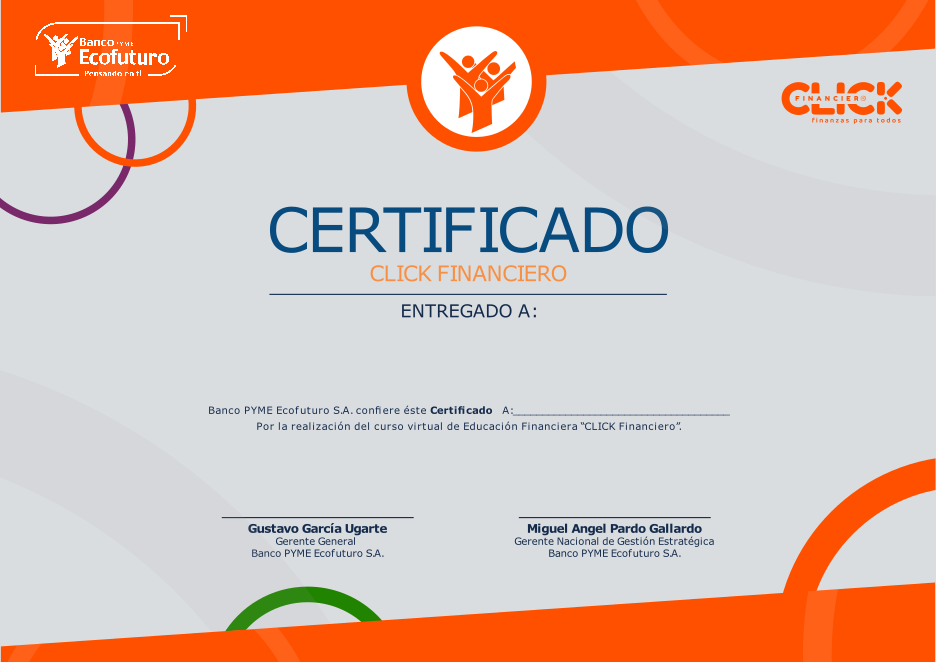 Banco PYME
Ecofuturo
Pensando en ti
CLICK
FINANCIERO
finanzas para todos
CERTIFICADO
CLICK FINANCIERO
ENTREGADO A:
Banco PYME Ecofuturo S.A. confiere éste Certificado A:___________________________________
Por la realización del curso virtual de Educación Financiera “CLICK Financiero”.
Gustavo García Ugarte
Gerente General
Banco PYME Ecofuturo S.A.
Miguel Angel Pardo Gallardo
Gerente Nacional de Gestión Estratégica
Banco PYME Ecofuturo S.A.